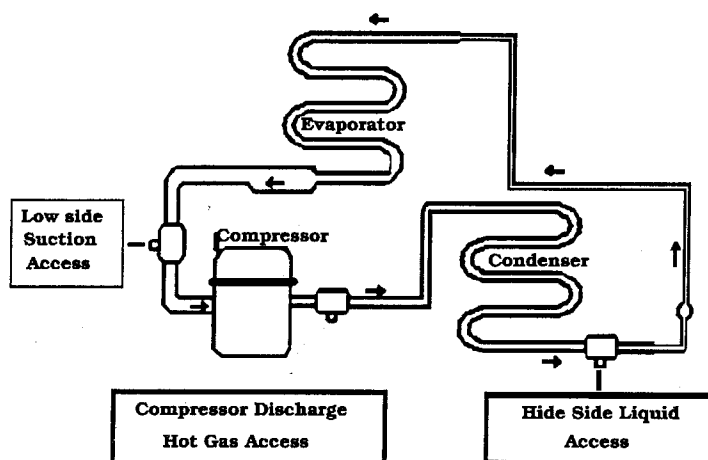 Evaporator
Low side
Suction
Access
Compressor
Condenser
Compressor Discharge
Hot Gas Access
Hide Side Liquid
Access